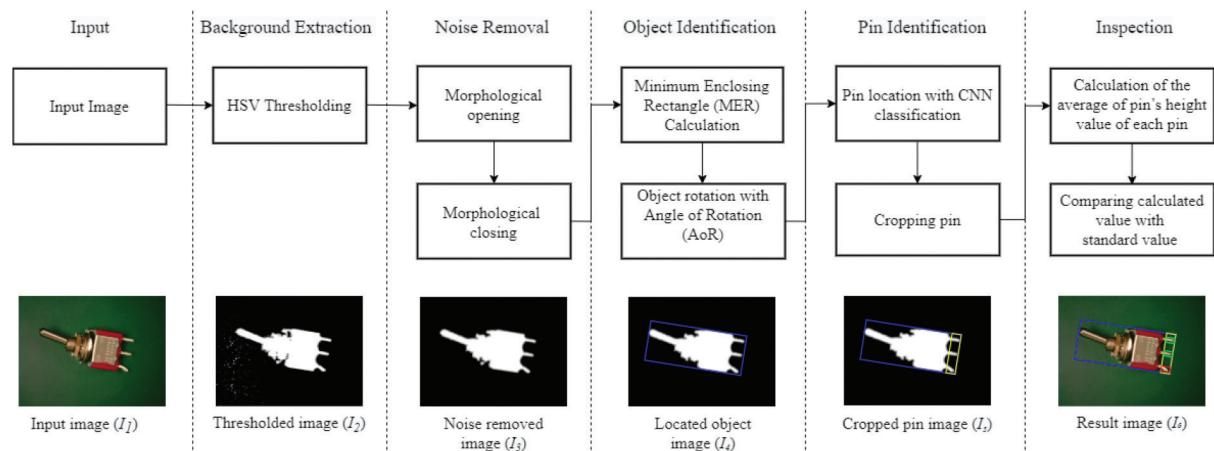 Input
Background Extraction
Noise Removal
Object Identification
Pin Identification
Inspection
Input Image
HSV Thresholding
Morphological
opening
Morphological
closing
Minimum Enclosing
Rectangle (MER)
Calculation
Object rotation with
Angle of Rotation
(AoR)
Pin location with CNN
classification
Cropping pin
Calculation of the
average of pin's height
value of each pin
Comparing calculated
value with
standard value
Input image (I1)
Thresholded image (I2)
Noise removed
image (I3)
Located object
image (I4)
Cropped pin image (I5)
Result image (I6)